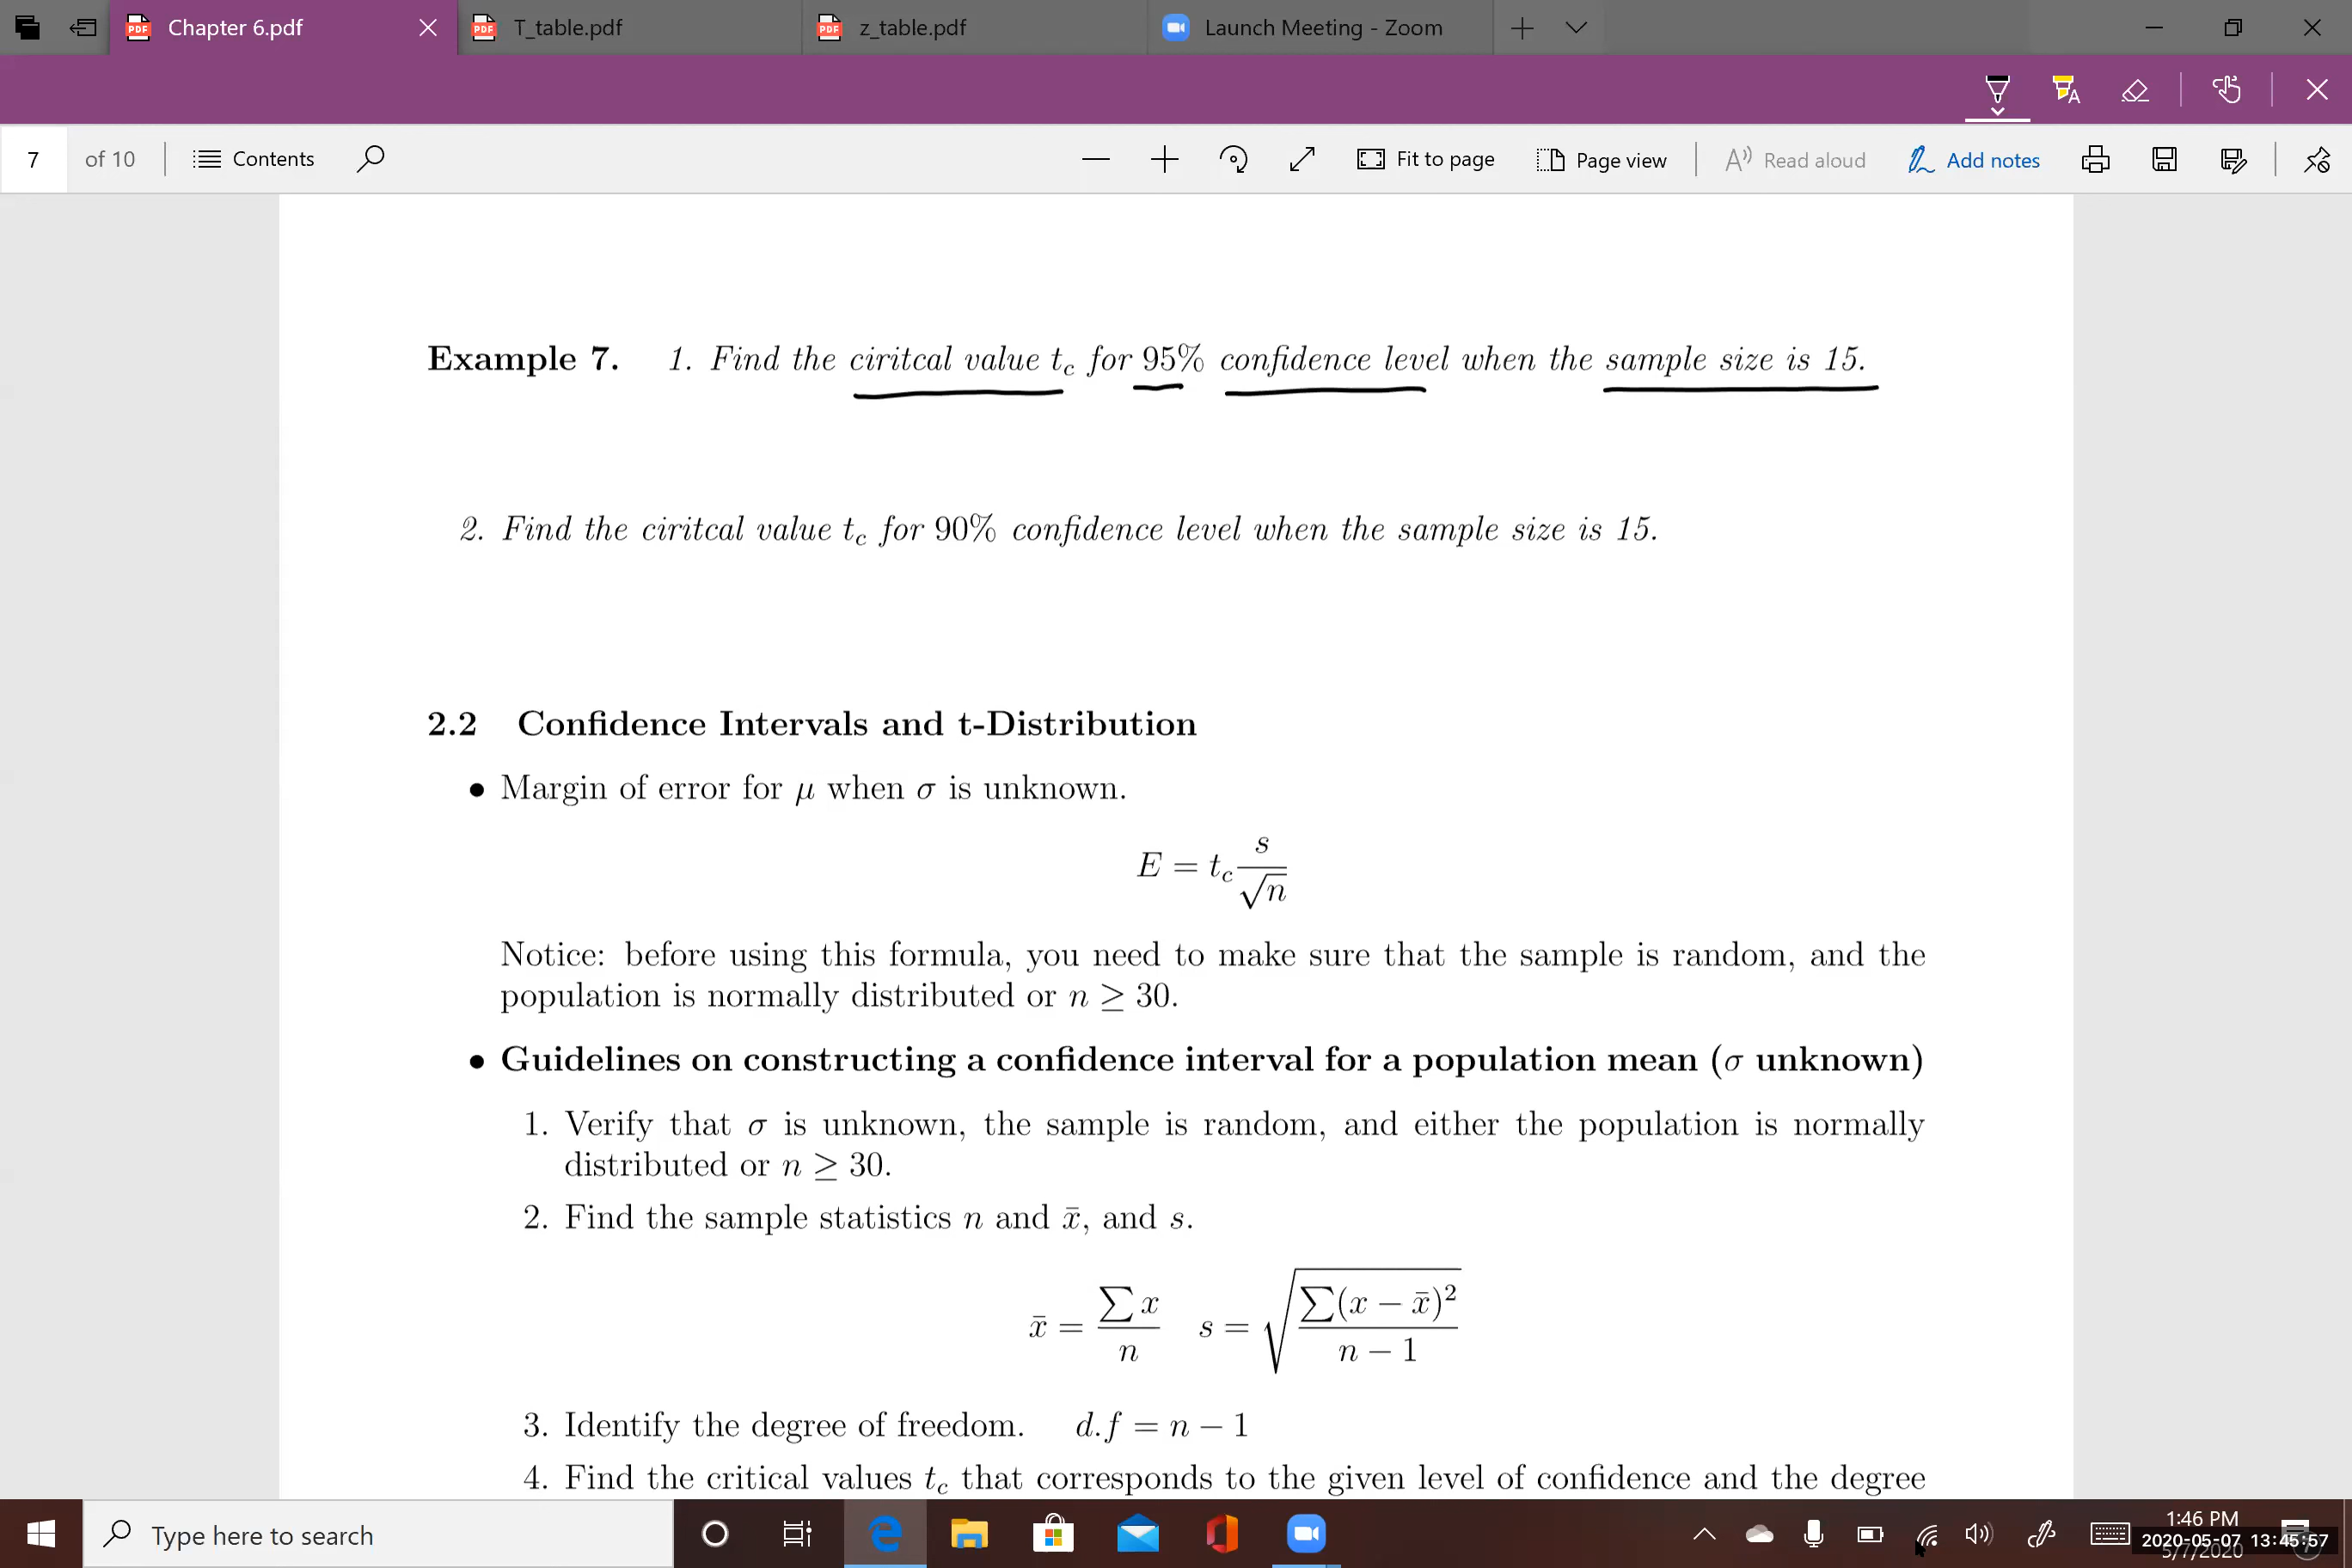 Chapter 6.pdf
T_table.pdf
z_table.pdf
Launch Meeting - Zoom
7 of 10
Contents
Fit to page
Page view
Read aloud
Add notes
Example 7. 1. Find the ciritcal value t_c for 95% confidence level when the sample size is 15.
2. Find the ciritcal value t_c for 90% confidence level when the sample size is 15.
2.2 Confidence Intervals and t-Distribution
• Margin of error for μ when σ is unknown.
E = t_c s/√n
Notice: before using this formula, you need to make sure that the sample is random, and the
population is normally distributed or n ≥ 30.
• Guidelines on constructing a confidence interval for a population mean (σ unknown)
1. Verify that σ is unknown, the sample is random, and either the population is normally
distributed or n ≥ 30.
2. Find the sample statistics n and x̄, and s.
x̄ = ∑x/n s = √(∑(x − x̄)²/(n − 1))
3. Identify the degree of freedom. d.f = n − 1
4. Find the critical values t_c that corresponds to the given level of confidence and the degree
Type here to search
1:46 PM
2020-05-07 13:45:57
5/7/2020